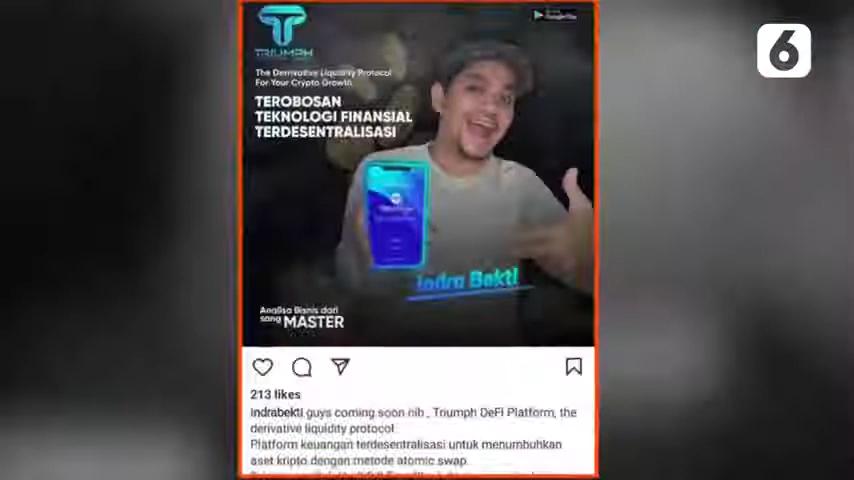 6
TRIUMPH
The Derivative Liquidity Protocol
For Your Crypto Growth
TEROBOSAN
TEKNOLOGI FINANSIAL
TERDESENTRALISASI
Indra Bekti
Analisa Bisnis dari
sang MASTER
213 likes
indrabekti guys coming soon nih , Triumph DeFi Platform, the
derivative liquidity protocol
Platform keuangan terdesentralisasi untuk menumbuhkan
aset kripto dengan metode atomic swap.